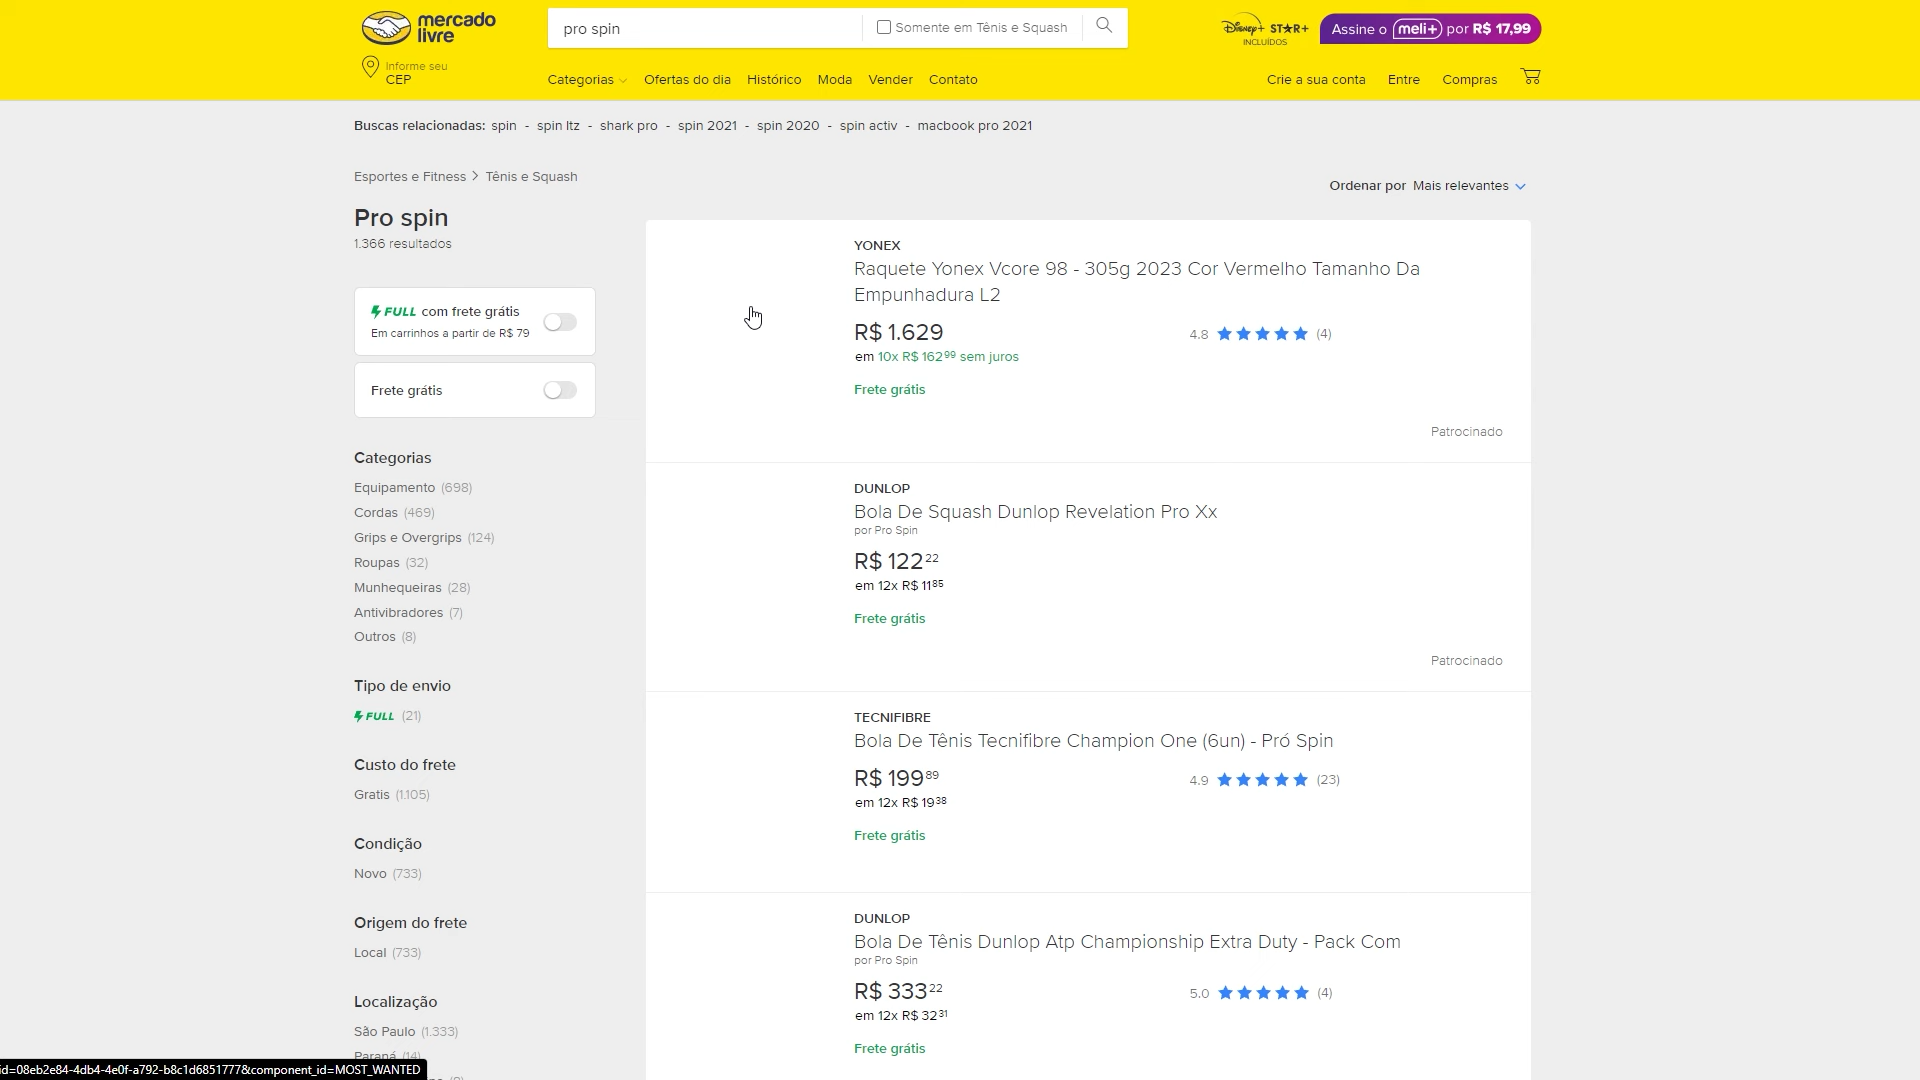 mercado livre
pro spin
Somente em Tênis e Squash
Disney+ STAR+
INCLUÍDOS
Assine o meli+ por R$ 17,99
Informe seu
CEP
Categorias
Ofertas do dia
Histórico
Moda
Vender
Contato
Crie a sua conta
Entre
Compras
Buscas relacionadas: spin - spin ltz - shark pro - spin 2021 - spin 2020 - spin activ - macbook pro 2021
Esportes e Fitness > Tênis e Squash
Ordenar por Mais relevantes
Pro spin
1.366 resultados
FULL com frete grátis
Em carrinhos a partir de R$ 79
Frete grátis
Categorias
Equipamento (698)
Cordas (469)
Grips e Overgrips (124)
Roupas (32)
Munhequeiras (28)
Antivibradores (7)
Outros (8)
Tipo de envio
FULL (21)
Custo do frete
Gratis (1.105)
Condição
Novo (733)
Origem do frete
Local (733)
Localização
São Paulo (1.333)
Paraná (14)
YONEX
Raquete Yonex Vcore 98 - 305g 2023 Cor Vermelho Tamanho Da
Empunhadura L2
R$ 1.629
4.8 (4)
em 10x R$ 162 99 sem juros
Frete grátis
Patrocinado
DUNLOP
Bola De Squash Dunlop Revelation Pro Xx
por Pro Spin
R$ 122 22
em 12x R$ 11 85
Frete grátis
Patrocinado
TECNIFIBRE
Bola De Tênis Tecnifibre Champion One (6un) - Pró Spin
R$ 199 89
4.9 (23)
em 12x R$ 19 38
Frete grátis
DUNLOP
Bola De Tênis Dunlop Atp Championship Extra Duty - Pack Com
por Pro Spin
R$ 333 22
5.0 (4)
em 12x R$ 32 31
Frete grátis
id=08eb2e84-4db4-4e0f-a792-b8c1d6851777&component_id=MOST_WANTED